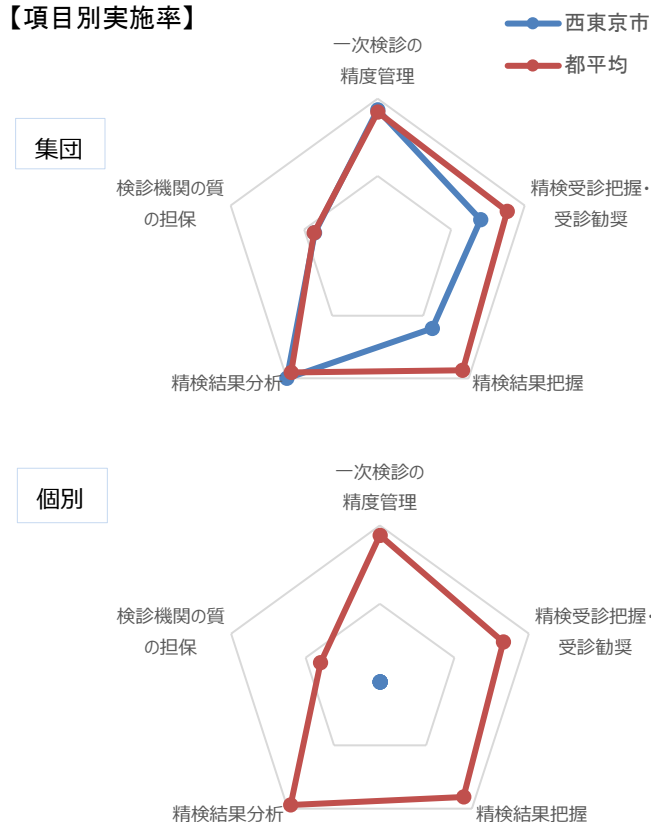 【項目別実施率】
西東京市
都平均
集団
一次検診の
精度管理
精検受診把握・
受診勧奨
精検結果把握
精検結果分析
検診機関の質
の担保
個別
一次検診の
精度管理
精検受診把握・
受診勧奨
精検結果把握
精検結果分析
検診機関の質
の担保